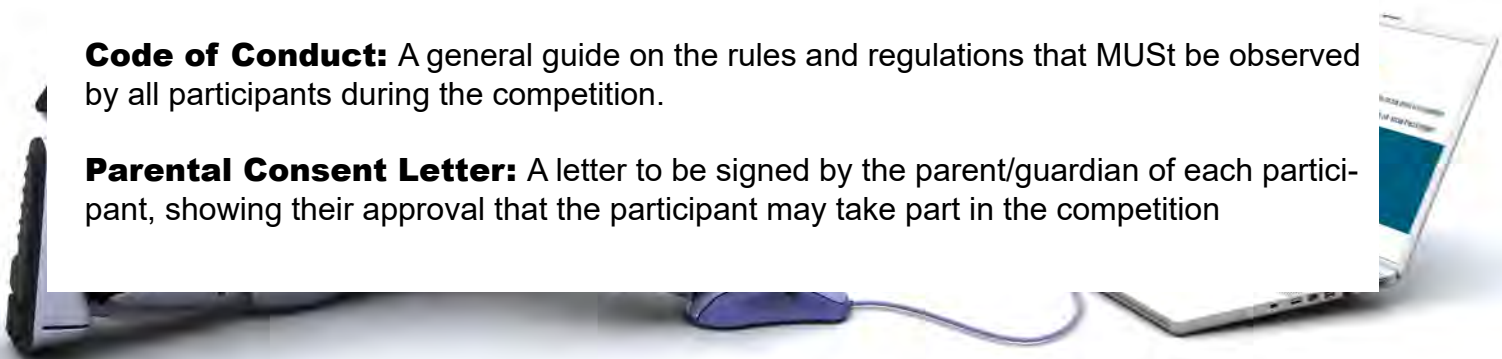 Code of Conduct: A general guide on the rules and regulations that MUSt be observed
by all participants during the competition.
Parental Consent Letter: A letter to be signed by the parent/guardian of each partici-
pant, showing their approval that the participant may take part in the competition